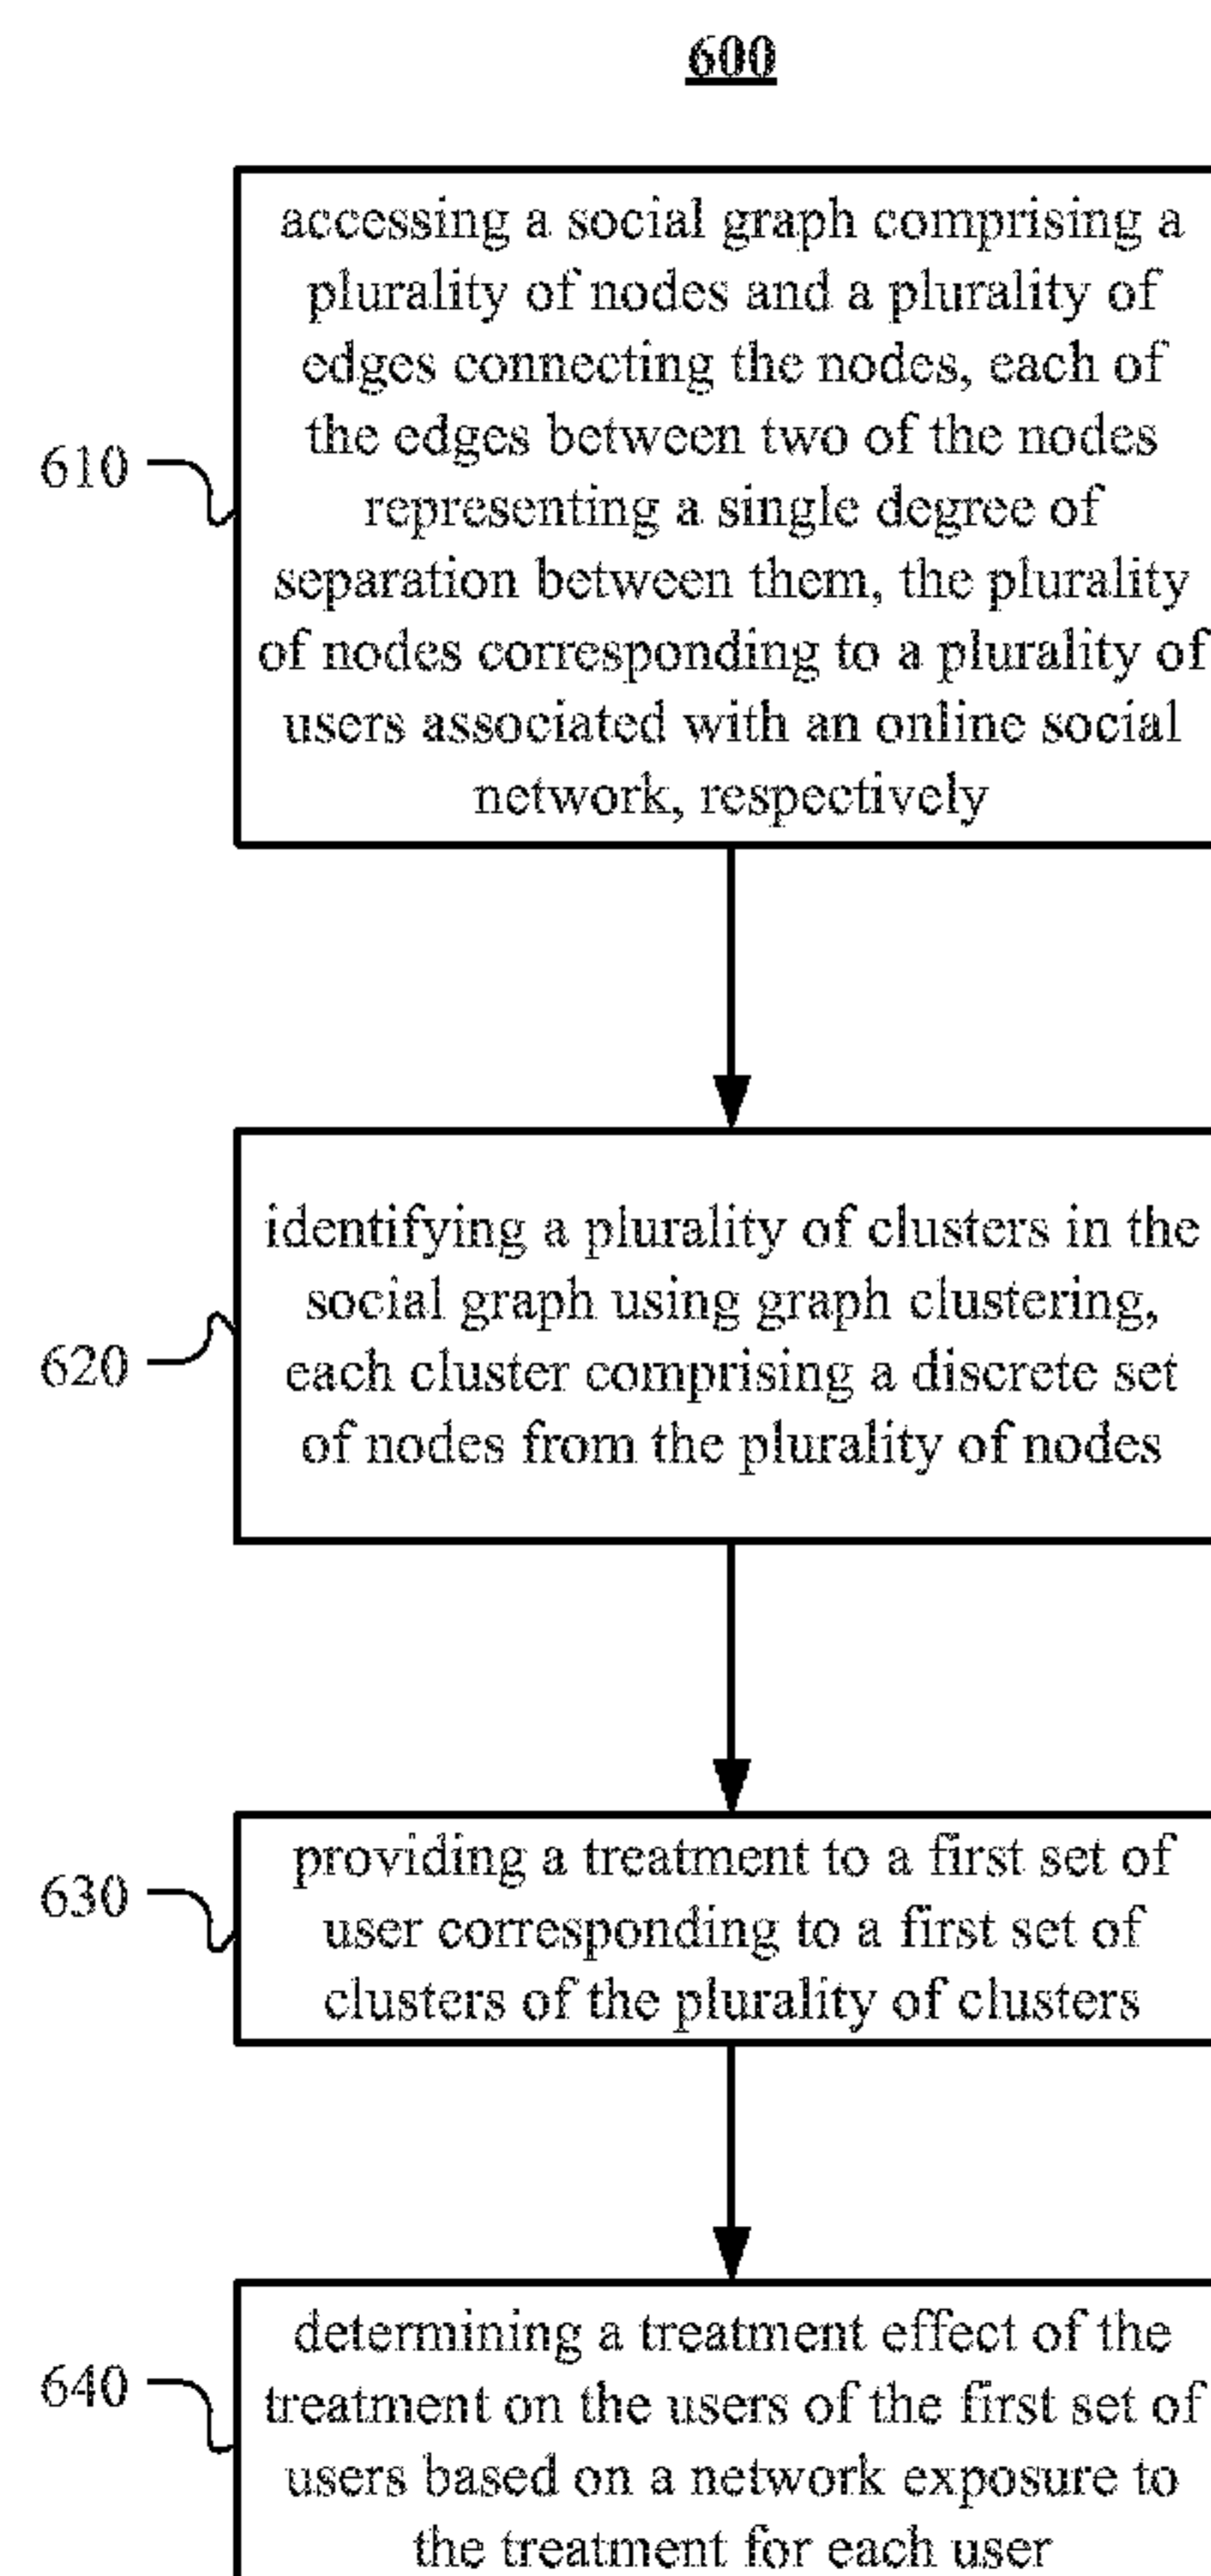 600
accessing a social graph comprising a
plurality of nodes and a plurality of
edges connecting the nodes, each of
the edges between two of the nodes
610
representing a single degree of
separation between them, the plurality
of nodes corresponding to a plurality of
users associated with an online social
network, respectively
identifying a plurality of clusters in the
social graph using graph clustering,
620
each cluster comprising a discrete set
of nodes from the plurality of nodes
providing a treatment to a first set of
630
user corresponding to a first set of
clusters of the plurality of clusters
determining a treatment effect of the
640
treatment on the users of the first set of
users based on a network exposure to
the treatment for each user